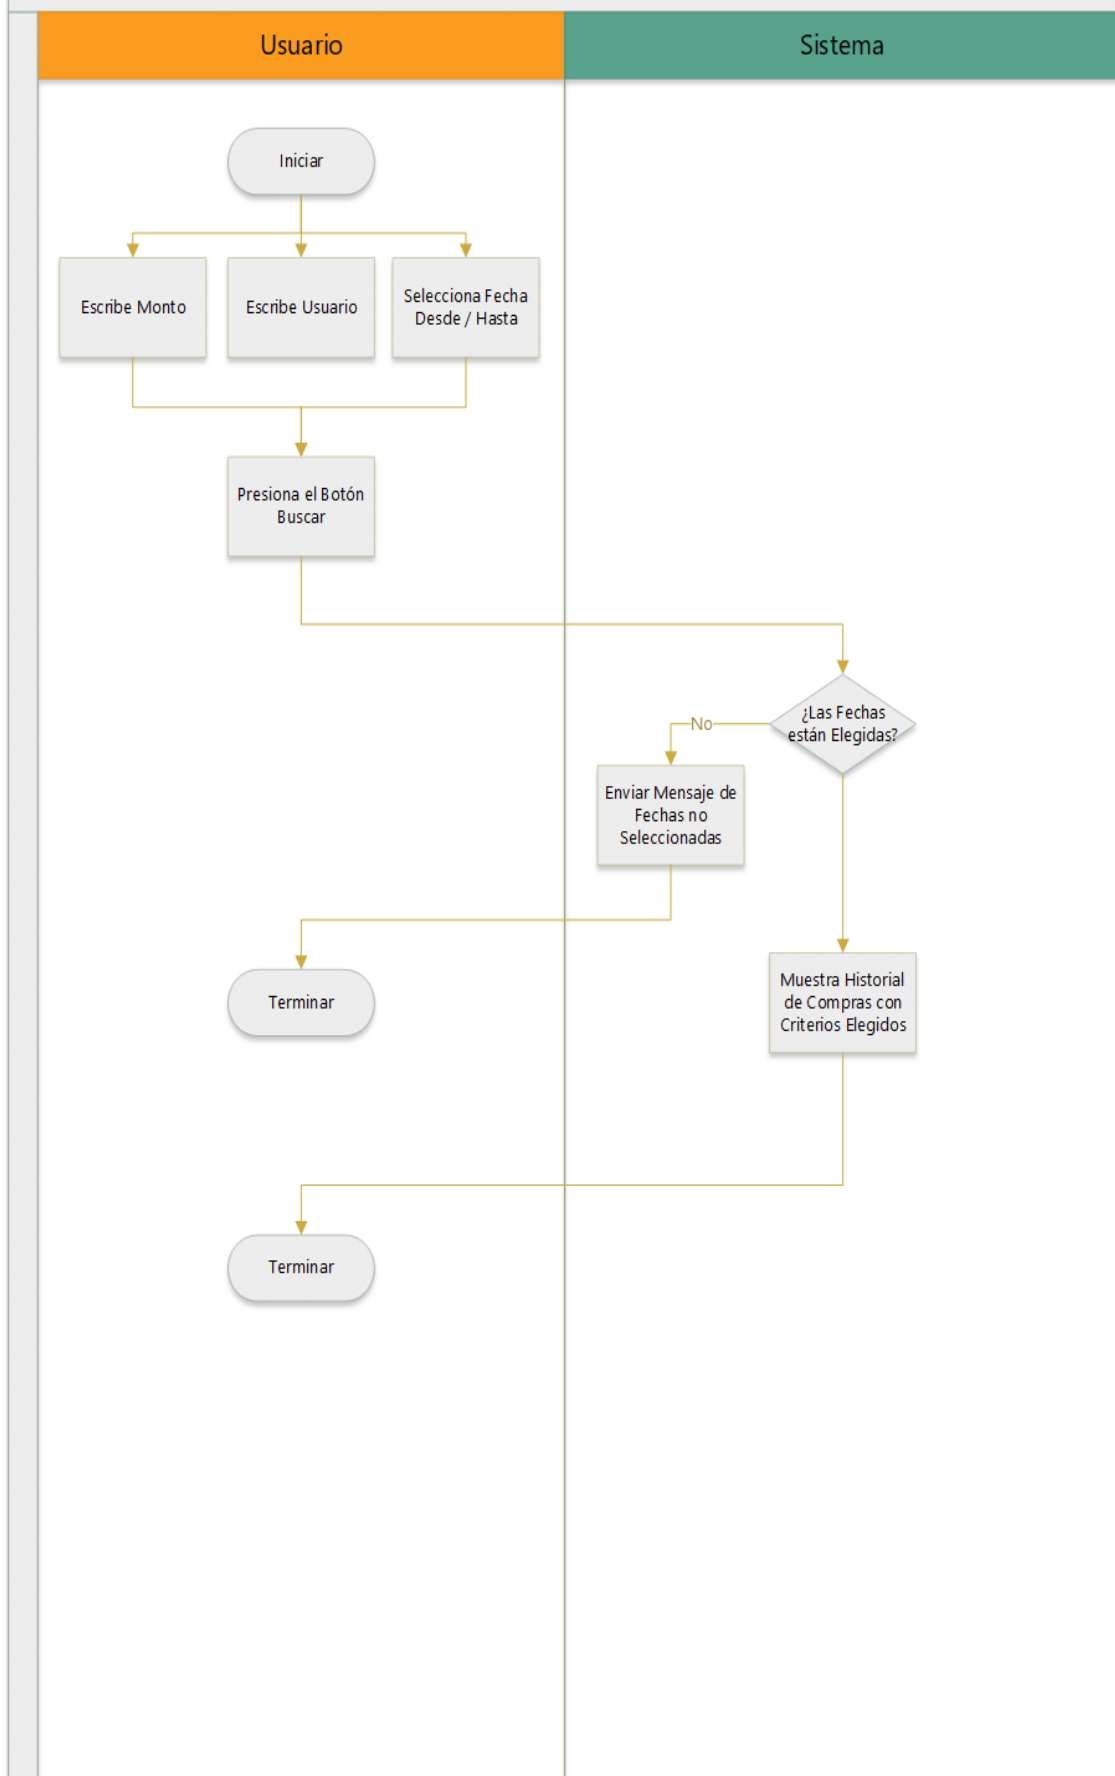 Usuario
Sistema
Iniciar
Escribe Monto
Escribe Usuario
Selecciona Fecha
Desde / Hasta
Presiona el Botón
Buscar
¿Las Fechas
están Elegidas?
No
Enviar Mensaje de
Fechas no
Seleccionadas
Muestra Historial
de Compras con
Criterios Elegidos
Terminar
Terminar